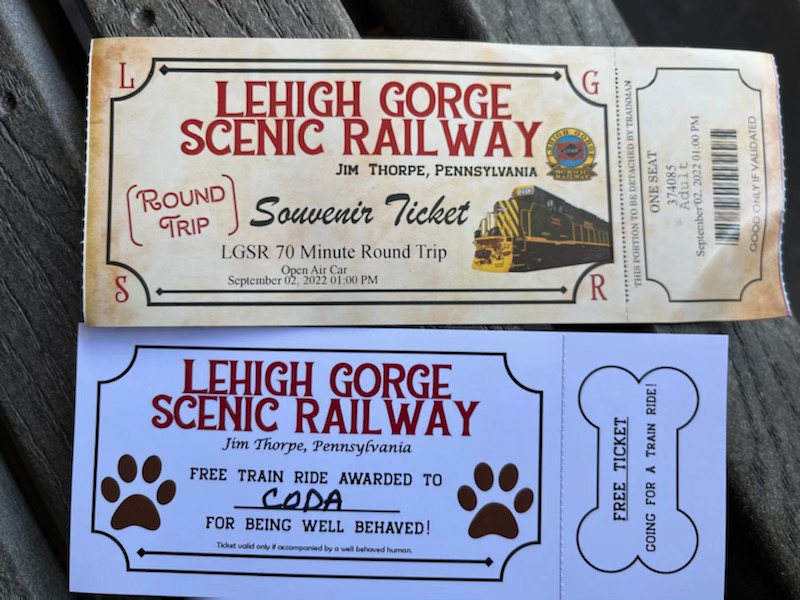 L
G
LEHIGH GORGE
SCENIC RAILWAY
JIM THORPE, PENNSYLVANIA
LEHIGH GORGE
SCENIC
RAILWAY
ROUND
TRIP
Souvenir Ticket
LGSR 70 Minute Round Trip
Open Air Car
September 02, 2022 01:00 PM
S
R
THIS PORTION TO BE DETACHED BY TRAINMAN
ONE SEAT
374085
Adult
September 02, 2022 01:00 PM
GOOD ONLY IF VALIDATED
LEHIGH GORGE
SCENIC RAILWAY
Jim Thorpe, Pennsylvania
FREE TRAIN RIDE AWARDED TO
CODA
FOR BEING WELL BEHAVED!
Ticket valid only if accompanied by a well behaved human.
FREE TICKET
GOING FOR A TRAIN RIDE!